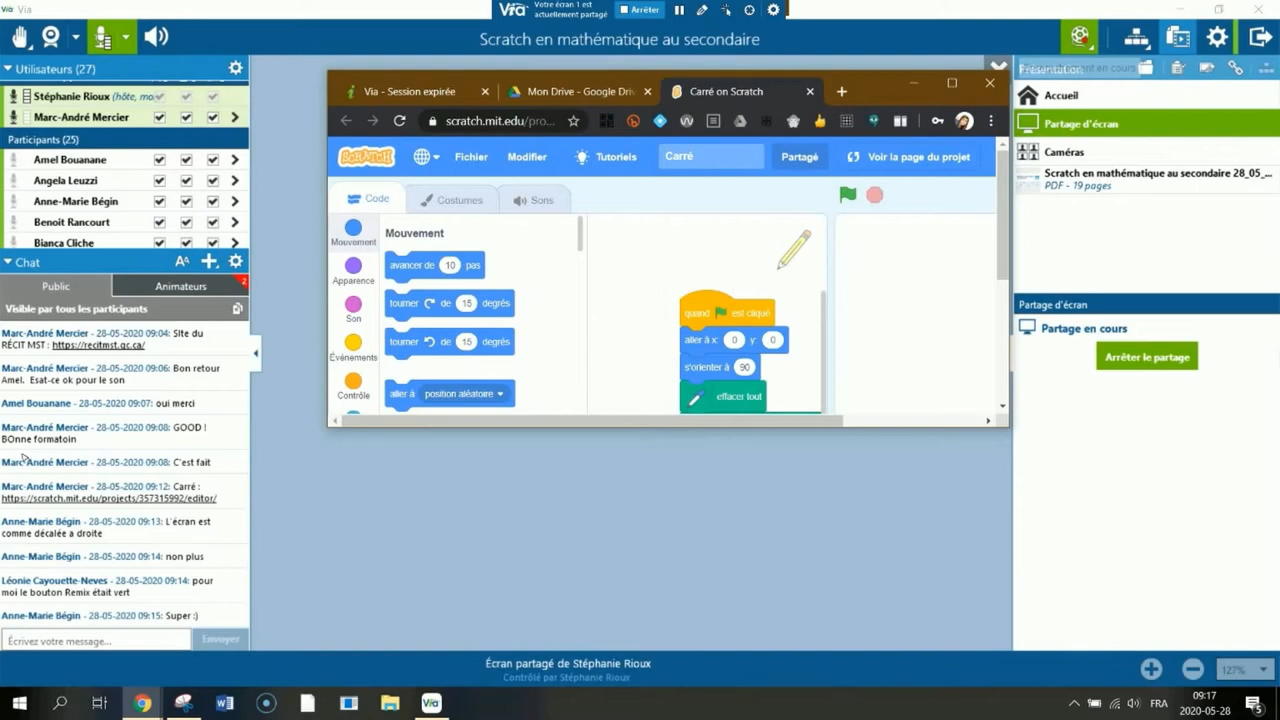 Via
Via
Votre écran 1 est
actuellement partagé
Arrêter
Scratch en mathématique au secondaire
Utilisateurs (27)
Stéphanie Rioux (hôte, mo
Marc-André Mercier
Participants (25)
Amel Bouanane
Angela Leuzzi
Anne-Marie Bégin
Benoit Rancourt
Bianca Cliche
Chat
AA
Public
Animateurs
2
Visible par tous les participants
Marc-André Mercier - 28-05-2020 09:04: SIte du
RÉCIT MST : https://recitmst.qc.ca/
Marc-André Mercier - 28-05-2020 09:06: Bon retour
Amel. Esat-ce ok pour le son
Amel Bouanane - 28-05-2020 09:07: oui merci
Marc-André Mercier - 28-05-2020 09:08: GOOD !
BOnne formatoin
Marc-André Mercier - 28-05-2020 09:08: C'est fait
Marc-André Mercier - 28-05-2020 09:12: Carré :
https://scratch.mit.edu/projects/357315992/editor/
Anne-Marie Bégin - 28-05-2020 09:13: L'écran est
comme décalée a droite
Anne-Marie Bégin - 28-05-2020 09:14: non plus
Léonie Cayouette-Neves - 28-05-2020 09:14: pour
moi le bouton Remix était vert
Anne-Marie Bégin - 28-05-2020 09:15: Super :)
Écrivez votre message...
Envoyer
Via - Session expirée
Mon Drive - Google Dri
Carré on Scratch
scratch.mit.edu/pro...
SCRATCH
Fichier
Modifier
Tutoriels
Carré
Partagé
Voir la page du projet
Code
Costumes
Sons
Mouvement
Apparence
Son
Événements
Contrôle
Mouvement
avancer de 10 pas
tourner de 15 degrés
tourner de 15 degrés
aller à position aléatoire
quand est cliqué
aller à x: 0 y: 0
s'orienter à 90
effacer tout
Présentation
Accueil
Partage d'écran
Caméras
Scratch en mathématique au secondaire 28_05_...
PDF - 19 pages
Partage d'écran
Partage en cours
Arrêter le partage
Écran partagé de Stéphanie Rioux
Contrôlé par Stéphanie Rioux
127%
Via
FRA
09:17
2020-05-28
5